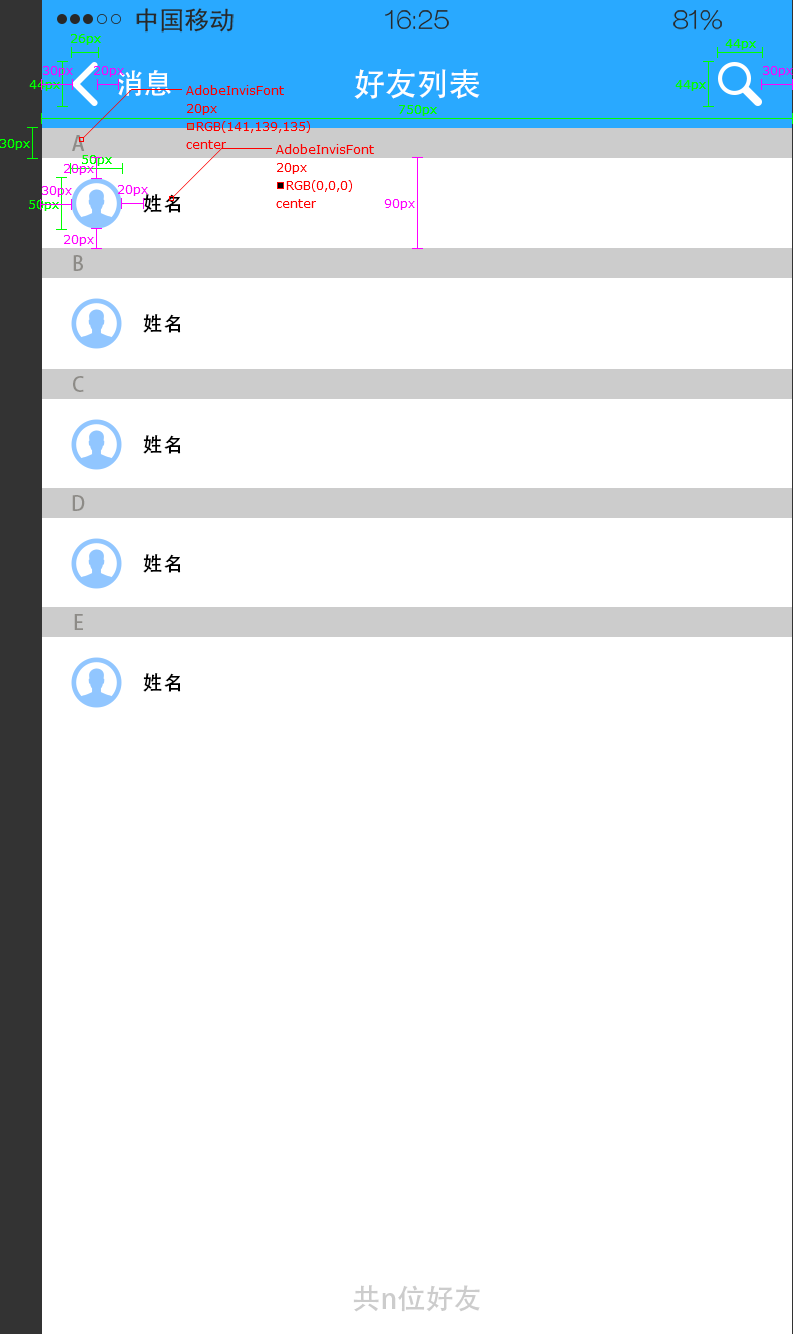 中国移动 16:25 81%
26px 44px
30px 20px 30px
44px 消息 好友列表 44px
AdobeInvisFont
20px
750px
RGB(141,139,135)
center
30px A
AdobeInvisFont
20px
RGB(0,0,0)
center
50px
20px
30px 20px
50px 姓名 90px
20px
B
姓名
C
姓名
D
姓名
E
姓名
共n位好友